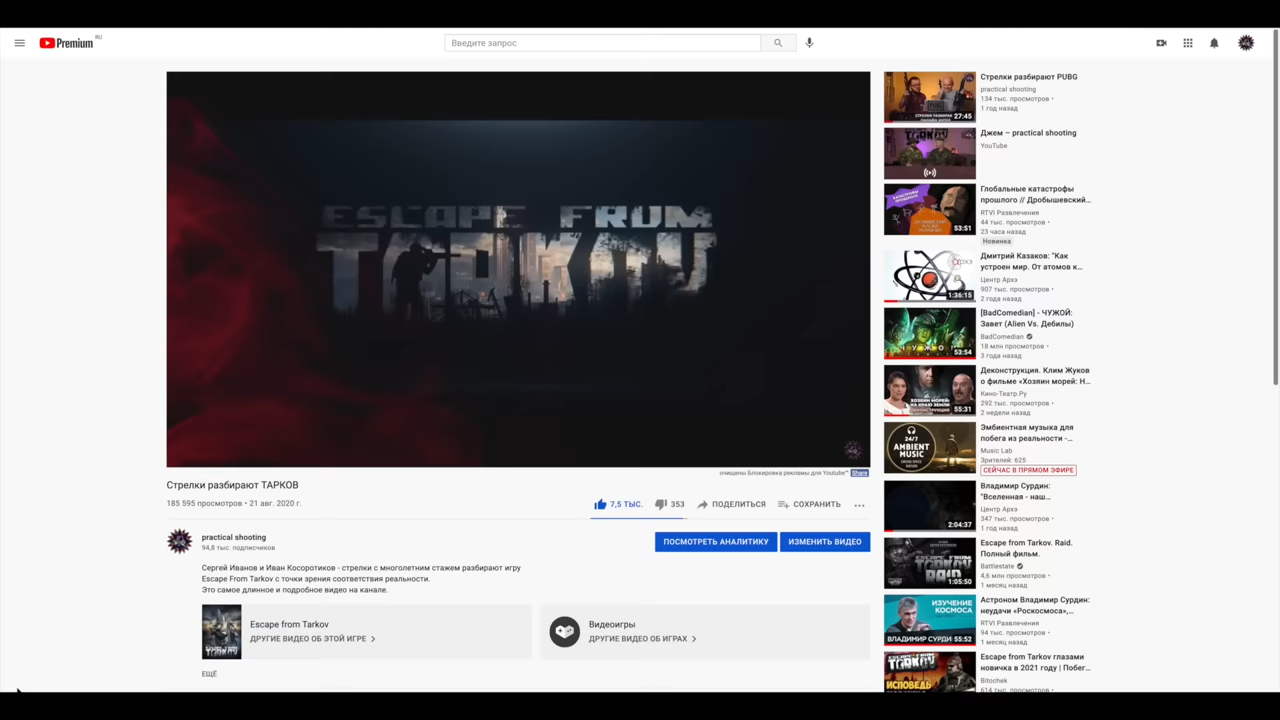 Premium RU
Введите запрос
ESCAPE FROM
TARKOV
очищены Блокировка рекламы для Youtube™ Share
Стрелки разбирают ТАРКОВ
185 595 просмотров • 21 авг. 2020 г.
7,5 ТЫС.
353
ПОДЕЛИТЬСЯ
СОХРАНИТЬ
practical shooting
94,8 тыс. подписчиков
ПОСМОТРЕТЬ АНАЛИТИКУ
ИЗМЕНИТЬ ВИДЕО
Сергей Иванов и Иван Косоротиков - стрелки с многолетним стажем разбирают игру
Escape From Tarkov с точки зрения соответствия реальности.
Это самое длинное и подробное видео на канале.
Escape from Tarkov
ДРУГИЕ ВИДЕО ОБ ЭТОЙ ИГРЕ
Видеоигры
ДРУГИЕ ВИДЕО ОБ ИГРАХ
ЕЩЁ
27:45
Стрелки разбирают PUBG
practical shooting
134 тыс. просмотров •
1 год назад
Джем – practical shooting
YouTube
53:51
Глобальные катастрофы
прошлого // Дробышевский...
RTVI Развлечения
44 тыс. просмотров •
23 часа назад
Новинка
1:36:15
Дмитрий Казаков: "Как
устроен мир. От атомов к...
Центр Архэ
907 тыс. просмотров •
2 года назад
ЧУЖО
53:54
[BadComedian] - ЧУЖОЙ:
Завет (Alien Vs. Дебилы)
BadComedian
18 млн просмотров •
3 года назад
55:31
Деконструкция. Клим Жуков
о фильме «Хозяин морей: Н...
Кино-Театр.Ру
292 тыс. просмотров •
2 недели назад
24/7
AMBIENT
MUSIC
Эмбиентная музыка для
побега из реальности -...
Music Lab
Зрителей: 625
СЕЙЧАС В ПРЯМОМ ЭФИРЕ
2:04:37
Владимир Сурдин:
"Вселенная - наш...
Центр Архэ
347 тыс. просмотров •
1 год назад
1:05:50
Escape from Tarkov. Raid.
Полный фильм.
Battlestate
4,6 млн просмотров •
1 месяц назад
ИЗУЧЕНИЕ
КОСМОСА
ВЛАДИМИР СУРДИ
55:52
Астроном Владимир Сурдин:
неудачи «Роскосмоса»,...
RTVI Развлечения
94 тыс. просмотров •
1 месяц назад
ИСПОВЕДЬ
Escape from Tarkov глазами
новичка в 2021 году | Побег...
Bitochek
614 тыс. просмотров •